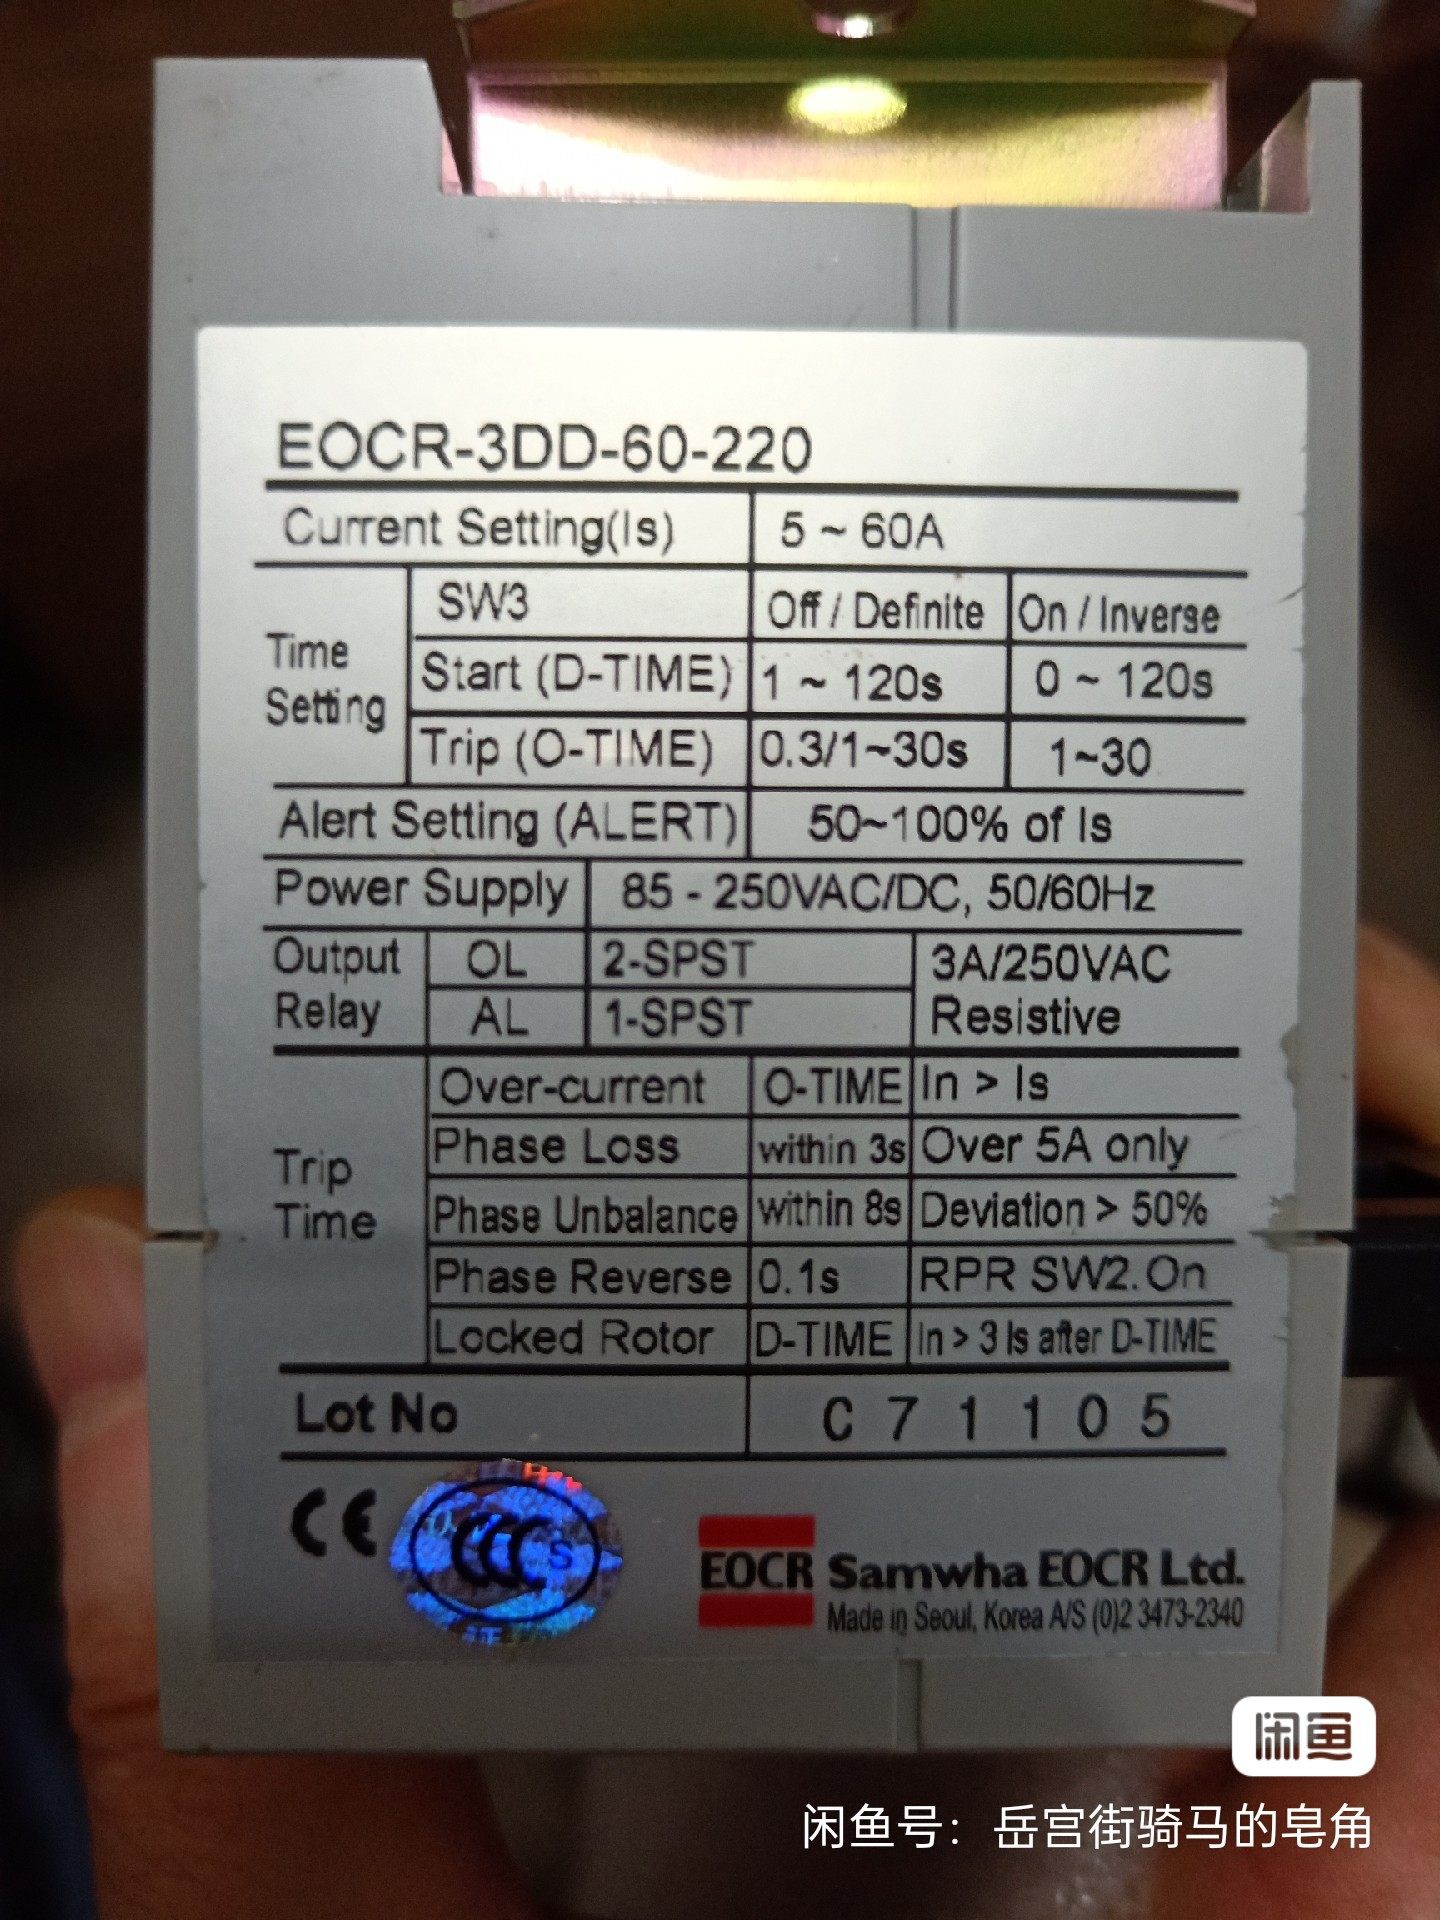 EOCR-3DD-60-220
Current Setting(Is) 5 ~ 60A
Time Setting
SW3 Off / Definite On / Inverse
Start (D-TIME) 1 ~ 120s 0 ~ 120s
Trip (O-TIME) 0.3/1~30s 1~30
Alert Setting (ALERT) 50~100% of Is
Power Supply 85 - 250VAC/DC, 50/60Hz
Output Relay
OL 2-SPST 3A/250VAC
AL 1-SPST Resistive
Trip Time
Over-current O-TIME In > Is
Phase Loss within 3s Over 5A only
Phase Unbalance within 8s Deviation > 50%
Phase Reverse 0.1s RPR SW2.On
Locked Rotor D-TIME In > 3 Is after D-TIME
Lot No C71105
CE CCC S
EOCR Samwha EOCR Ltd.
Made in Seoul, Korea A/S (0)2 3473-2340
闲鱼
闲鱼号：岳宫街骑马的皂角